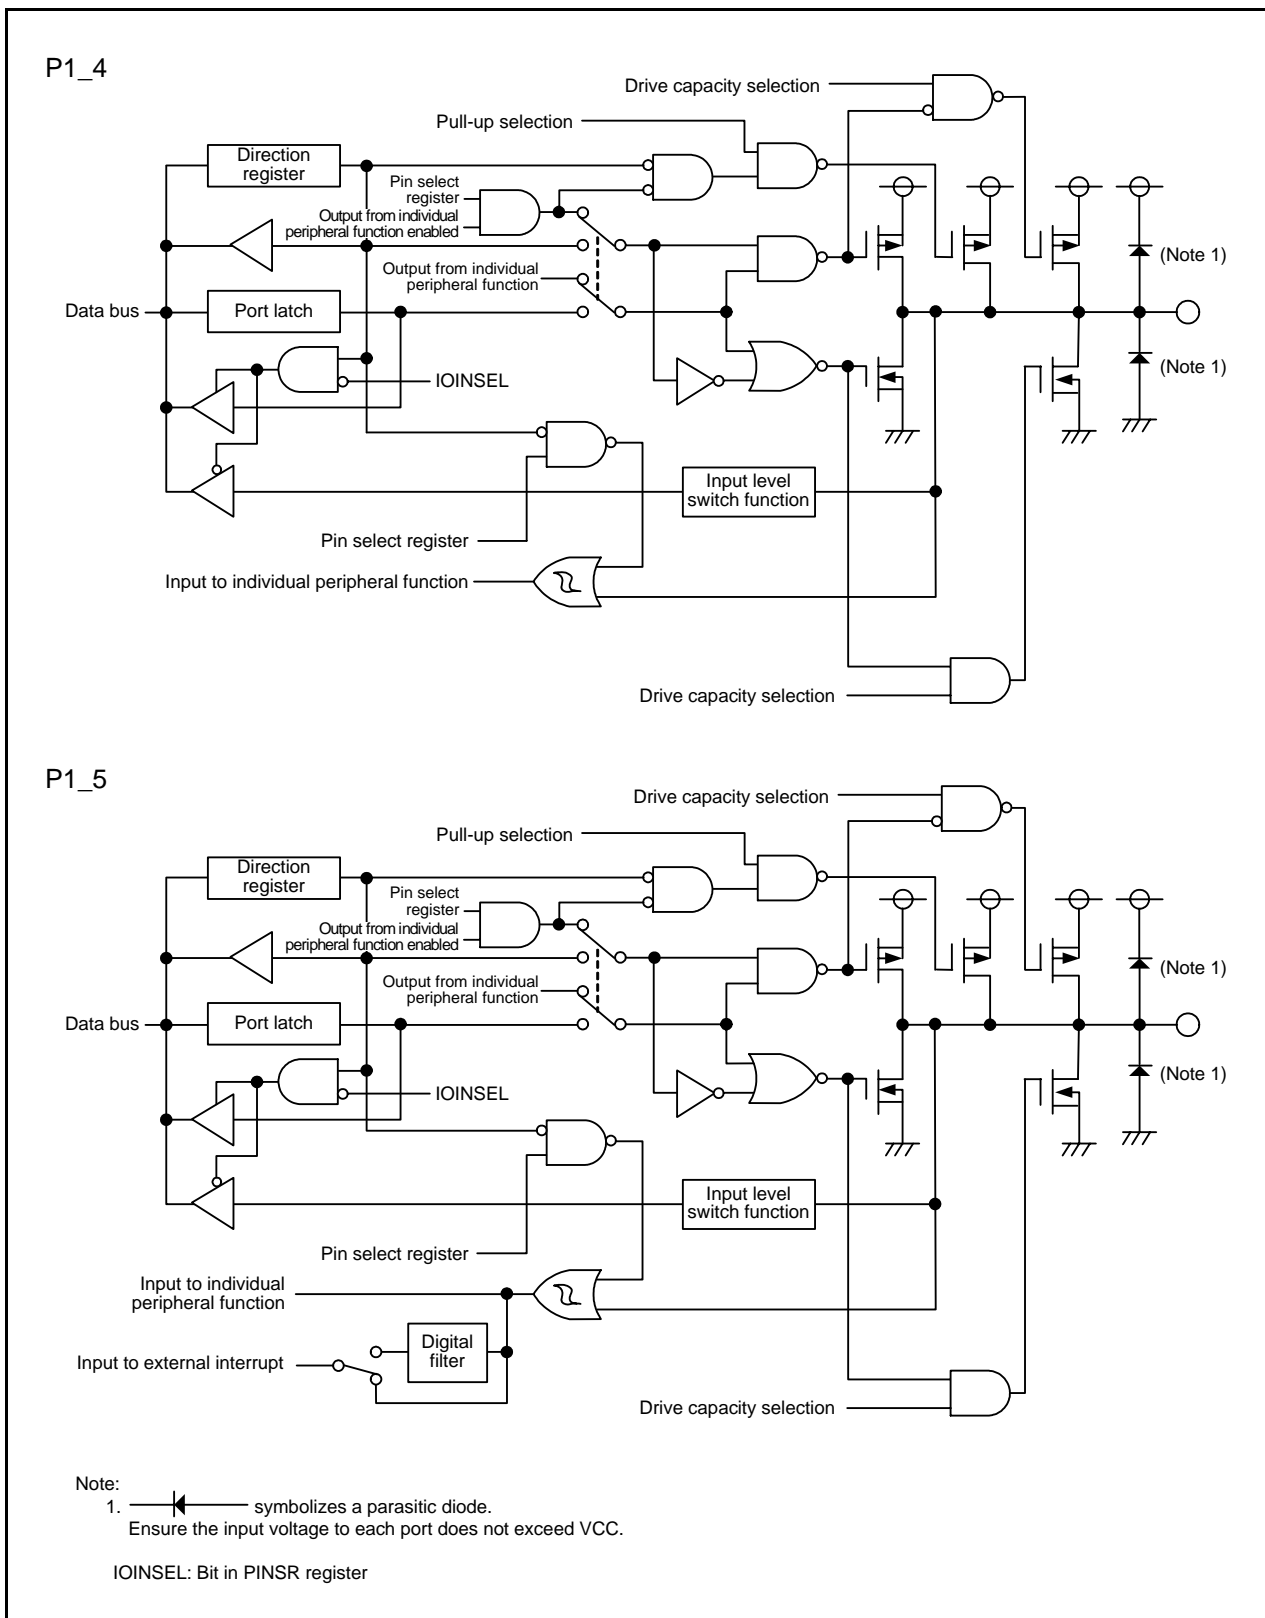 P1_4
Drive capacity selection
Pull-up selection
Direction
register
Pin select
register
Output from individual
peripheral function enabled
Output from individual
peripheral function
(Note 1)
Data bus
Port latch
(Note 1)
IOINSEL
Input level
switch function
Pin select register
Input to individual peripheral function
Drive capacity selection
P1_5
Drive capacity selection
Pull-up selection
Direction
register
Pin select
register
Output from individual
peripheral function enabled
Output from individual
peripheral function
(Note 1)
Data bus
Port latch
(Note 1)
IOINSEL
Input level
switch function
Pin select register
Input to individual
peripheral function
Digital
filter
Input to external interrupt
Drive capacity selection
Note:
1. symbolizes a parasitic diode.
Ensure the input voltage to each port does not exceed VCC.
IOINSEL: Bit in PINSR register